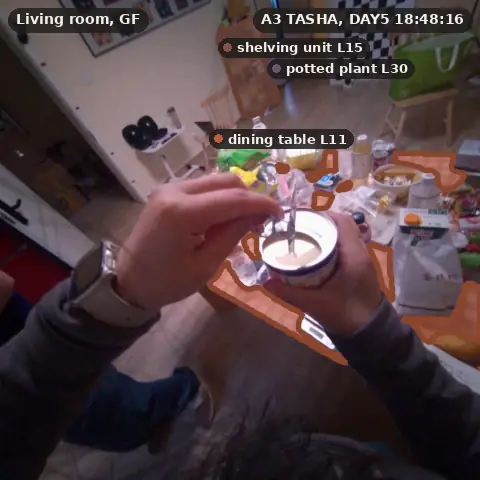 Living room, GF
A3 TASHA, DAY5 18:48:16
shelving unit L15
potted plant L30
dining table L11